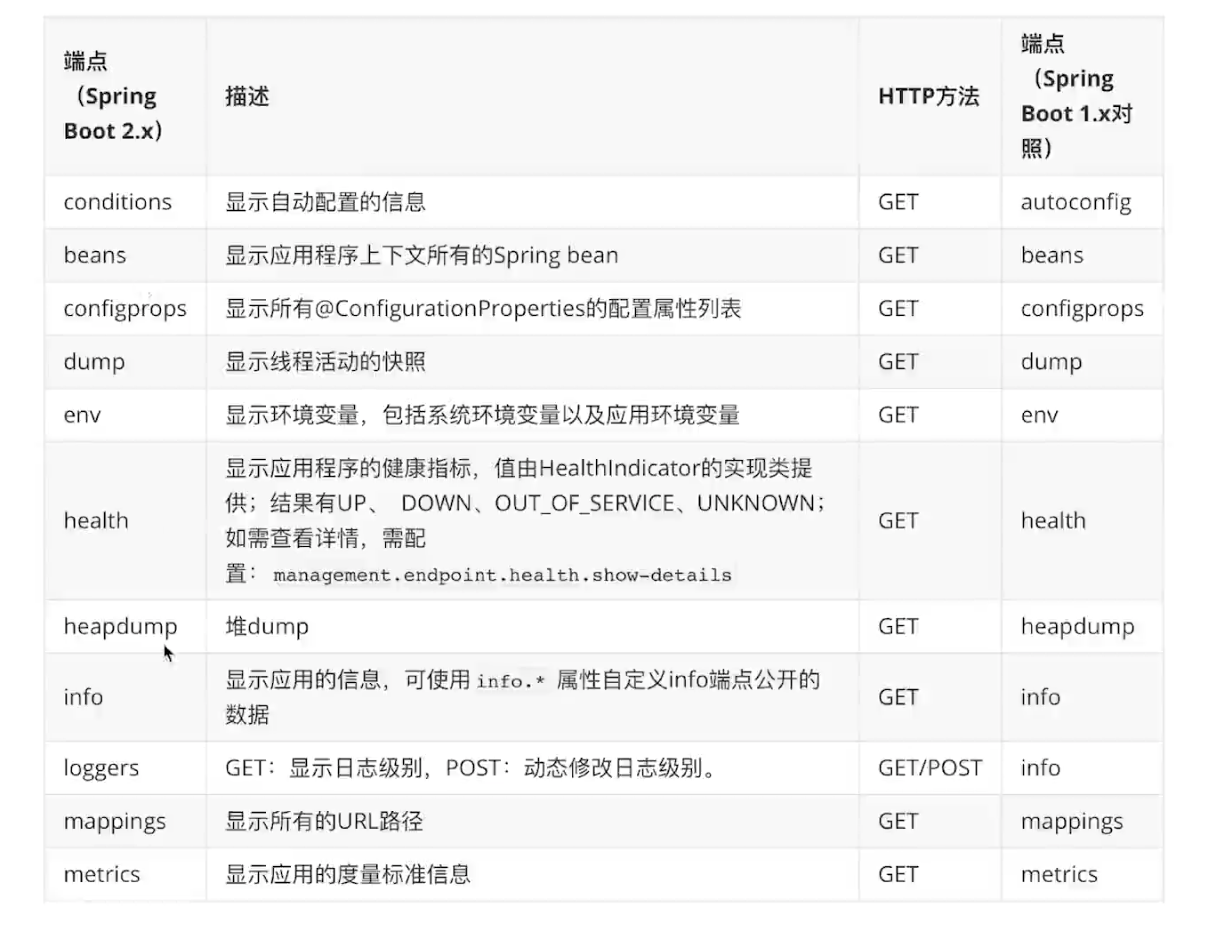 端点
（Spring
Boot 2.x）
描述
HTTP方法
端点
（Spring
Boot 1.x对
照）
conditions 显示自动配置的信息 GET autoconfig
beans 显示应用程序上下文所有的Spring bean GET beans
configprops 显示所有@ConfigurationProperties的配置属性列表 GET configprops
dump 显示线程活动的快照 GET dump
env 显示环境变量，包括系统环境变量以及应用环境变量 GET env
health
显示应用程序的健康指标，值由HealthIndicator的实现类提
供；结果有UP、 DOWN、OUT_OF_SERVICE、UNKNOWN；
如需查看详情，需配
置： management.endpoint.health.show-details
GET
health
heapdump 堆dump GET heapdump
info
显示应用的信息，可使用 info.* 属性自定义info端点公开的
数据
GET
info
loggers GET：显示日志级别，POST：动态修改日志级别。 GET/POST info
mappings 显示所有的URL路径 GET mappings
metrics 显示应用的度量标准信息 GET metrics